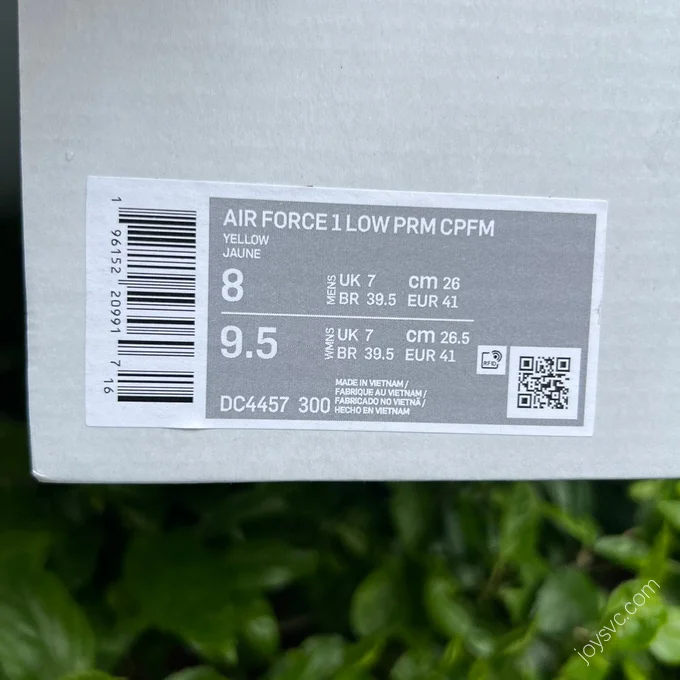 1 96152 20991 7 16
AIR FORCE 1 LOW PRM CPFM
YELLOW
JAUNE
8 MENS UK 7 cm 26
BR 39.5 EUR 41
9.5 WMNS UK 7 cm 26.5
BR 39.5 EUR 41
RFID
MADE IN VIETNAM /
FABRIQUE AU VIETNAM /
DC4457 300 FABRICADO NO VIETNÃ /
HECHO EN VIETNAM
joysvc.com